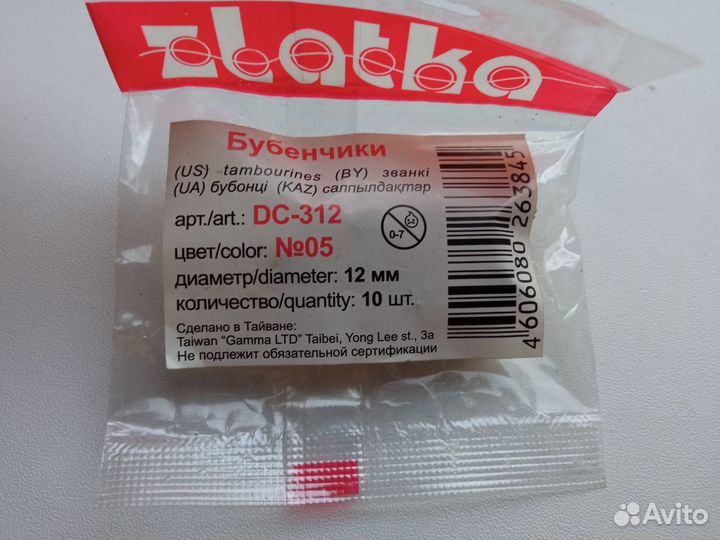 zlatka
Бубенчики
(US) tambourines (BY) званкі
(UA) бубонці (KAZ) салпылдақтар
арт./art.: DC-312
цвет/color: №05
0-7
диаметр/diameter: 12 мм
количество/quantity: 10 шт.
Сделано в Тайване:
Taiwan "Gamma LTD" Taibei, Yong Lee st., 3a
Не подлежит обязательной сертификации
4 606080 263845
Avito